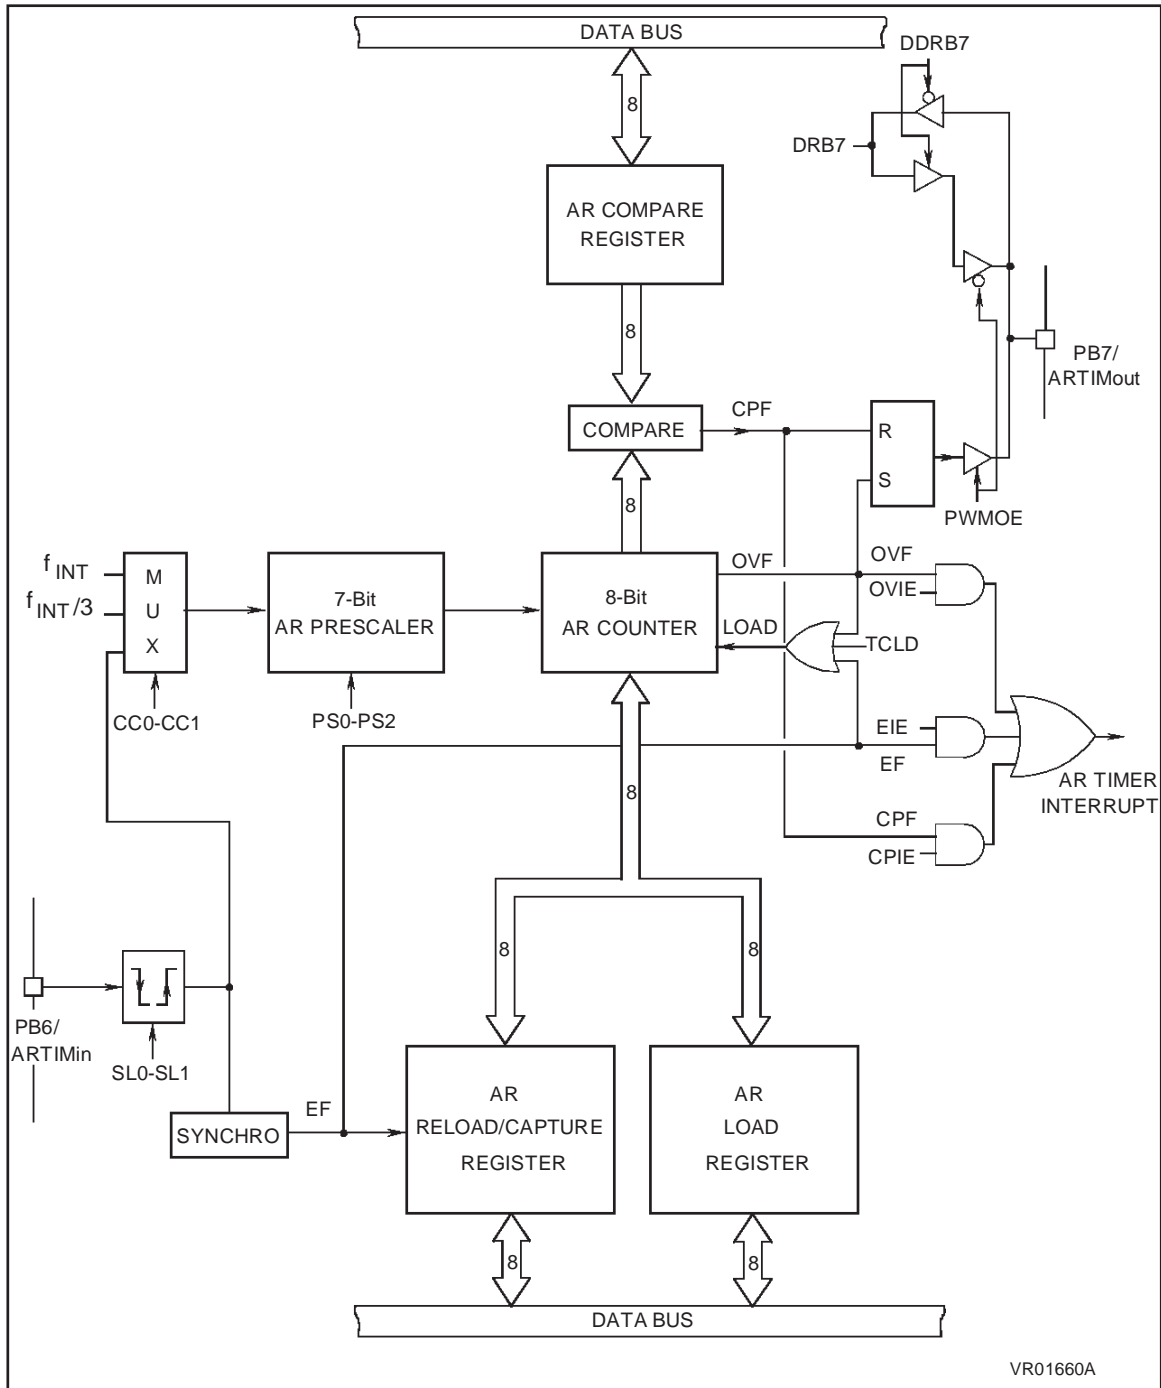 DATA BUS
DDRB7
8
DRB7
AR COMPARE
REGISTER
8
PB7/
ARTIMout
CPF
COMPARE
R
S
8
PWMOE
f INT
M
OVF
OVF
7-Bit
8-Bit
OVIE
f INT /3
U
AR PRESCALER
AR COUNTER
LOAD
X
TCLD
CC0-CC1
PS0-PS2
EIE
EF
AR TIMER
INTERRUPT
8
CPF
CPIE
8
8
PB6/
ARTIMin
SL0-SL1
EF
SYNCHRO
AR
RELOAD/CAPTURE
REGISTER
AR
LOAD
REGISTER
8
8
DATA BUS
VR01660A